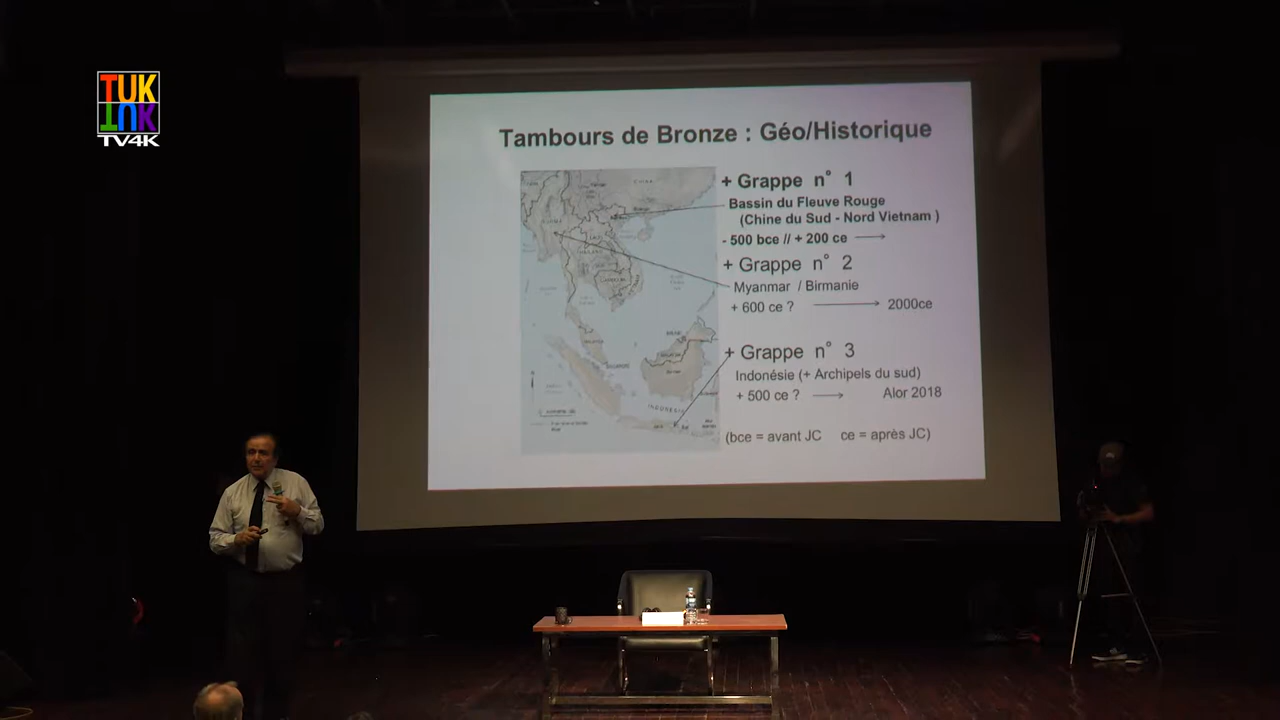 TUK
TUK
TV4K
Tambours de Bronze : Géo/Historique
+ Grappe n° 1
Bassin du Fleuve Rouge
(Chine du Sud - Nord Vietnam )
- 500 bce // + 200 ce →
+ Grappe n° 2
Myanmar / Birmanie
+ 600 ce ? → 2000ce
+ Grappe n° 3
Indonésie (+ Archipels du sud)
+ 500 ce ? → Alor 2018
(bce = avant JC ce = après JC)
INDONESIA